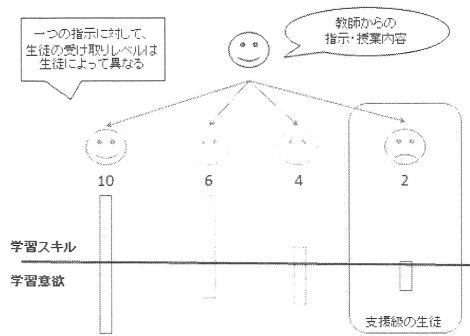 一つの指示に対して、
生徒の受け取りレベルは
生徒によって異なる
教師からの
指示・授業内容
10
6
4
2
学習スキル
学習意欲
支援級の生徒